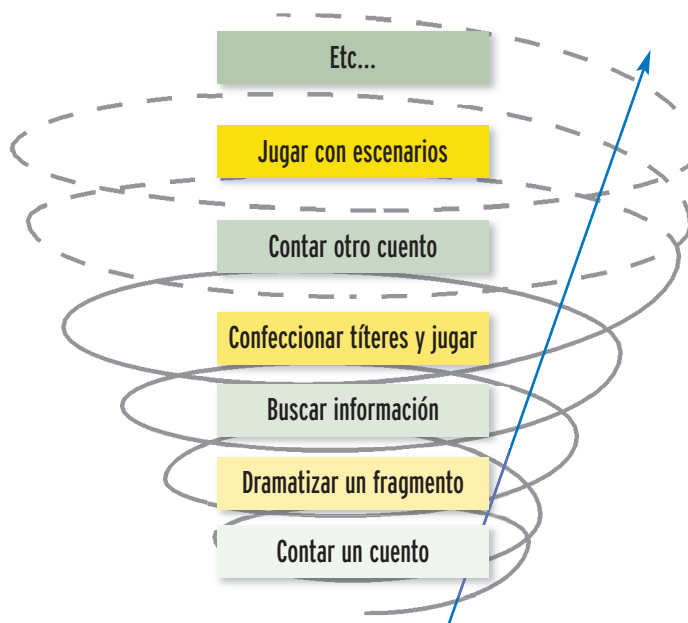 Etc...
Jugar con escenarios
Contar otro cuento
Confeccionar títeres y jugar
Buscar información
Dramatizar un fragmento
Contar un cuento